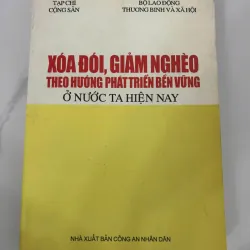 TẠP CHÍ
CỘNG SẢN
BỘ LAO ĐỘNG
THƯƠNG BINH VÀ XÃ HỘI
XÓA ĐÓI, GIẢM NGHÈO
THEO HƯỚNG PHÁT TRIỂN BỀN VỮNG
Ở NƯỚC TA HIỆN NAY
NHÀ XUẤT BẢN CÔNG AN NHÂN DÂN